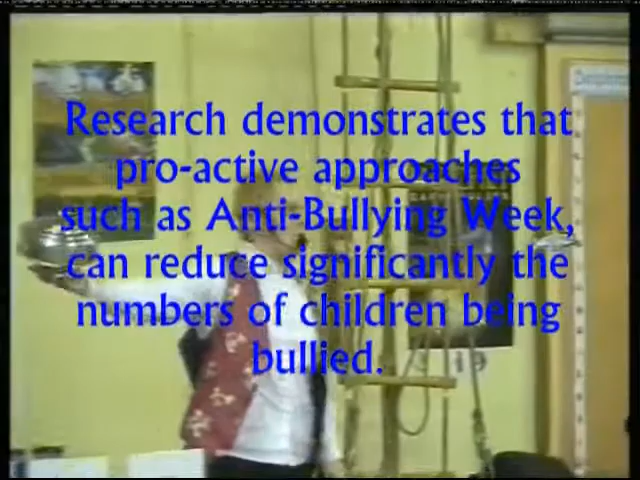 Research demonstrates that
pro-active approaches
such as Anti-Bullying Week,
can reduce significantly the
numbers of children being
bullied.